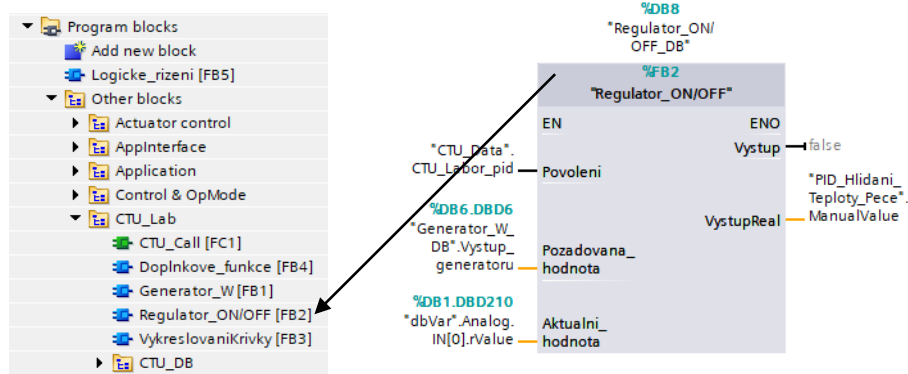 Program blocks
Add new block
Logicke_rizeni [FB5]
Other blocks
Actuator control
AppInterface
Application
Control & OpMode
CTU_Lab
CTU_Call [FC1]
Doplnkove_funkce [FB4]
Generator_W [FB1]
Regulator_ON/OFF [FB2]
VykreslovaniKrivky [FB3]
CTU_DB
%DB8
"Regulator_ON/
OFF_DB"
%FB2
"Regulator_ON/OFF"
EN
ENO
Vystup
false
"CTU_Data".
CTU_Labor_pid
Povoleni
"PID_Hlidani_
Teploty_Pece".
ManualValue
VystupReal
%DB6.DBD6
"Generator_W_
DB".Vystup_
generatoru
Pozadovana_
hodnota
%DB1.DBD210
"dbVar".Analog.
IN[0].rValue
Aktualni_
hodnota